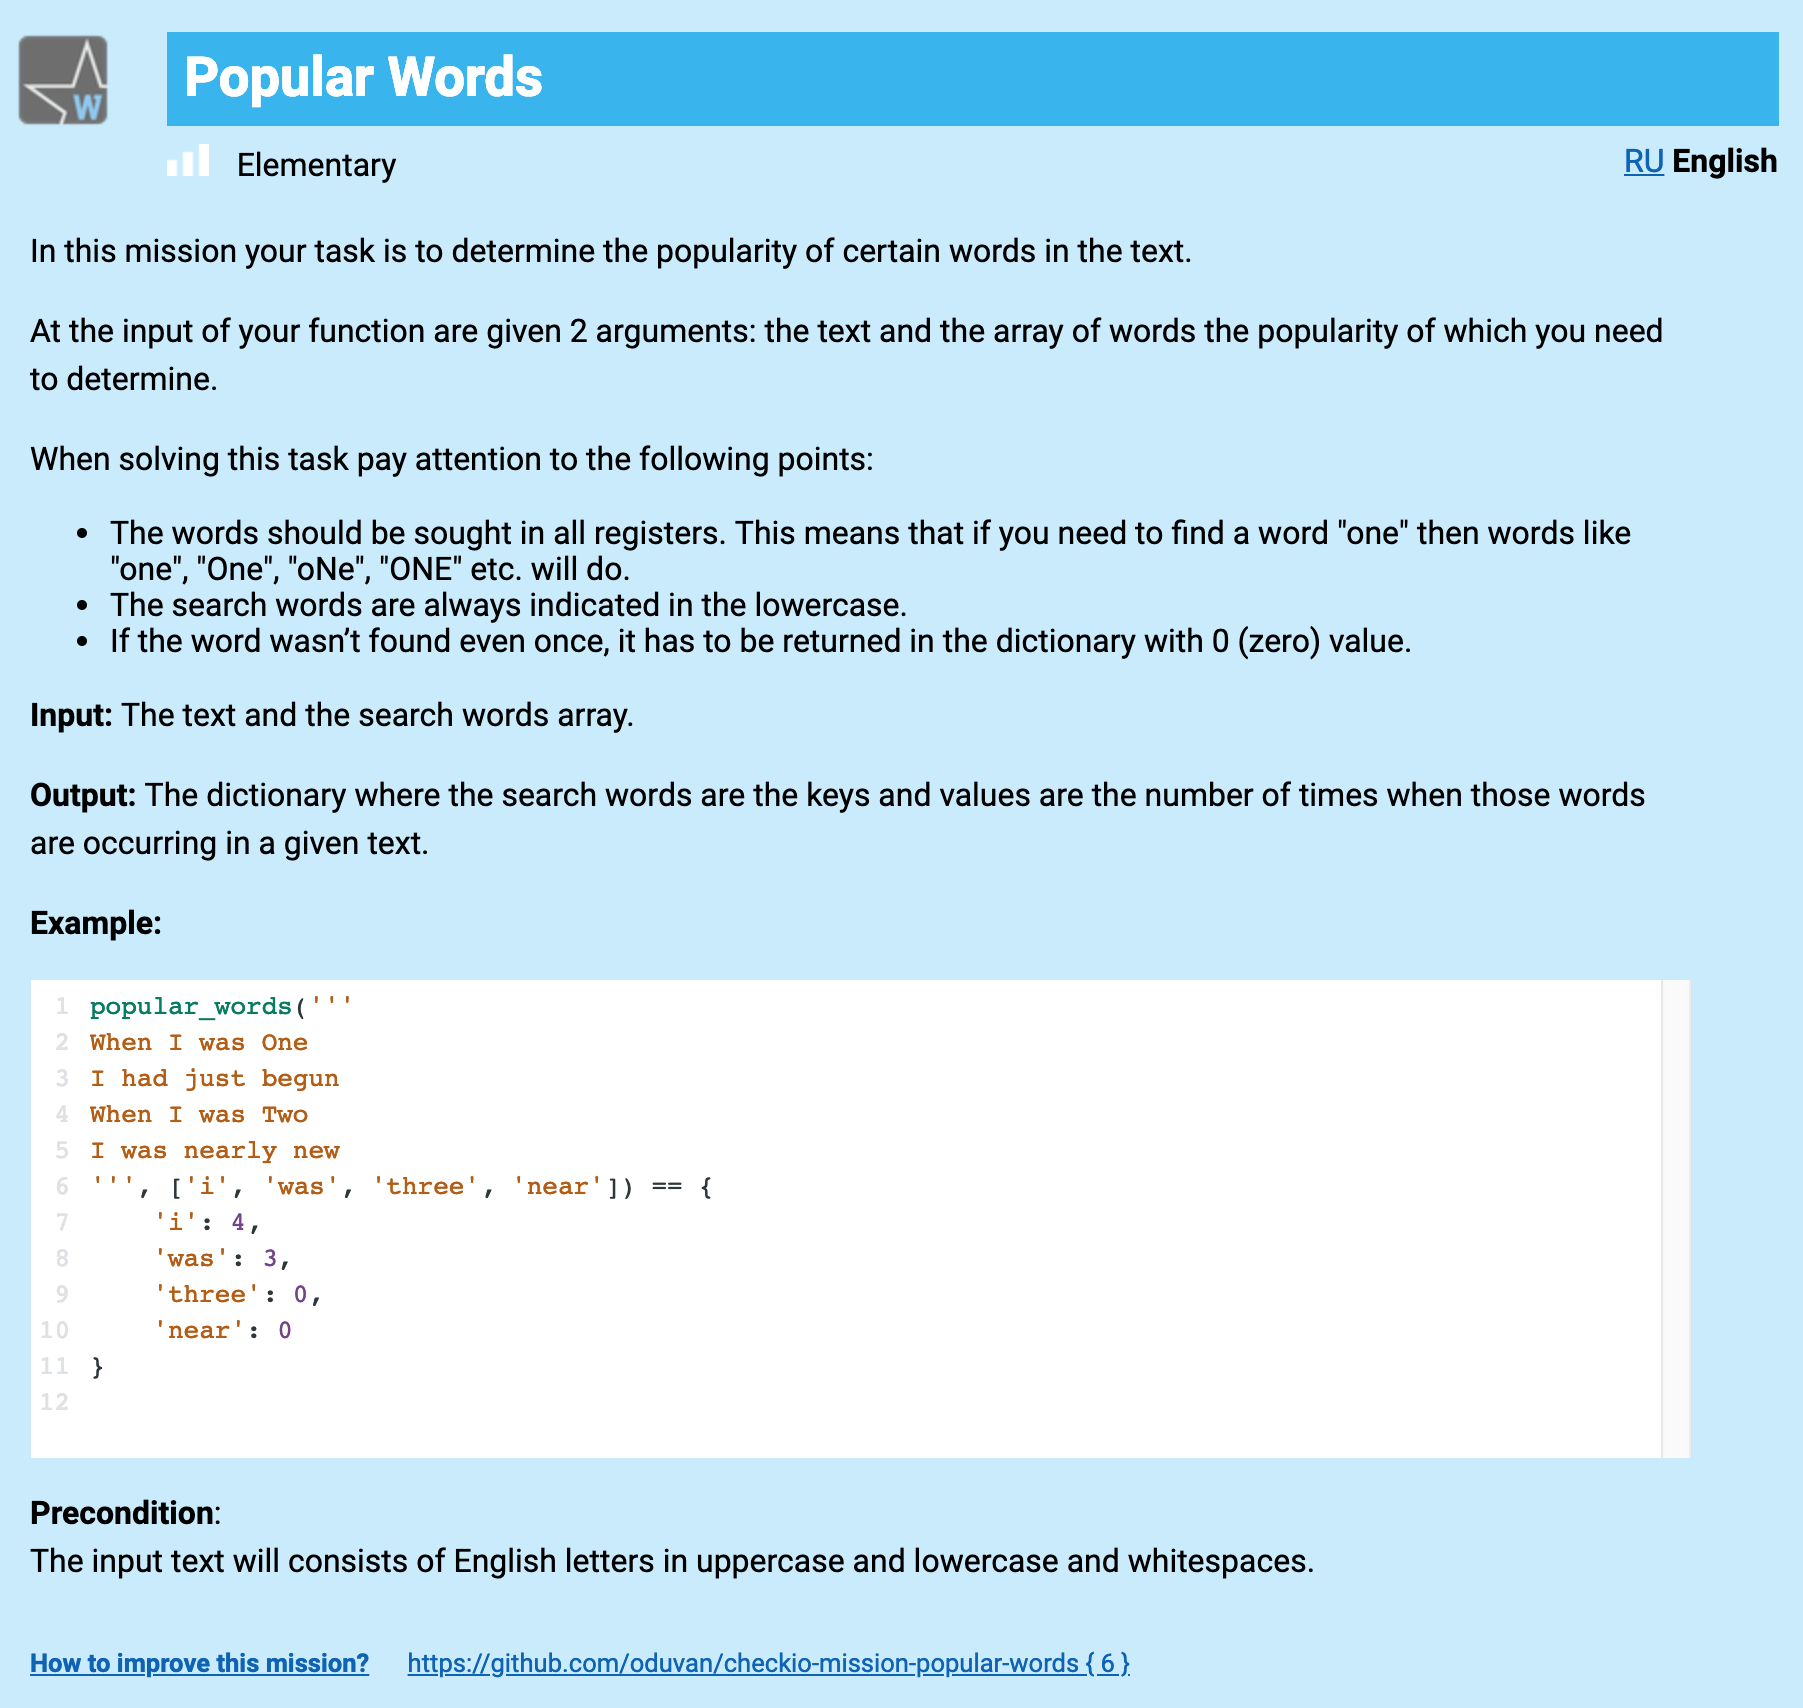 W
Popular Words
Elementary
RU English
In this mission your task is to determine the popularity of certain words in the text.
At the input of your function are given 2 arguments: the text and the array of words the popularity of which you need
to determine.
When solving this task pay attention to the following points:
• The words should be sought in all registers. This means that if you need to find a word "one" then words like
"one", "One", "oNe", "ONE" etc. will do.
• The search words are always indicated in the lowercase.
• If the word wasn’t found even once, it has to be returned in the dictionary with 0 (zero) value.
Input: The text and the search words array.
Output: The dictionary where the search words are the keys and values are the number of times when those words
are occurring in a given text.
Example:
1 popular_words('''
2 When I was One
3 I had just begun
4 When I was Two
5 I was nearly new
6 ''', ['i', 'was', 'three', 'near']) == {
7     'i': 4,
8     'was': 3,
9     'three': 0,
10     'near': 0
11 }
12
Precondition:
The input text will consists of English letters in uppercase and lowercase and whitespaces.
How to improve this mission? https://github.com/oduvan/checkio-mission-popular-words { 6 }